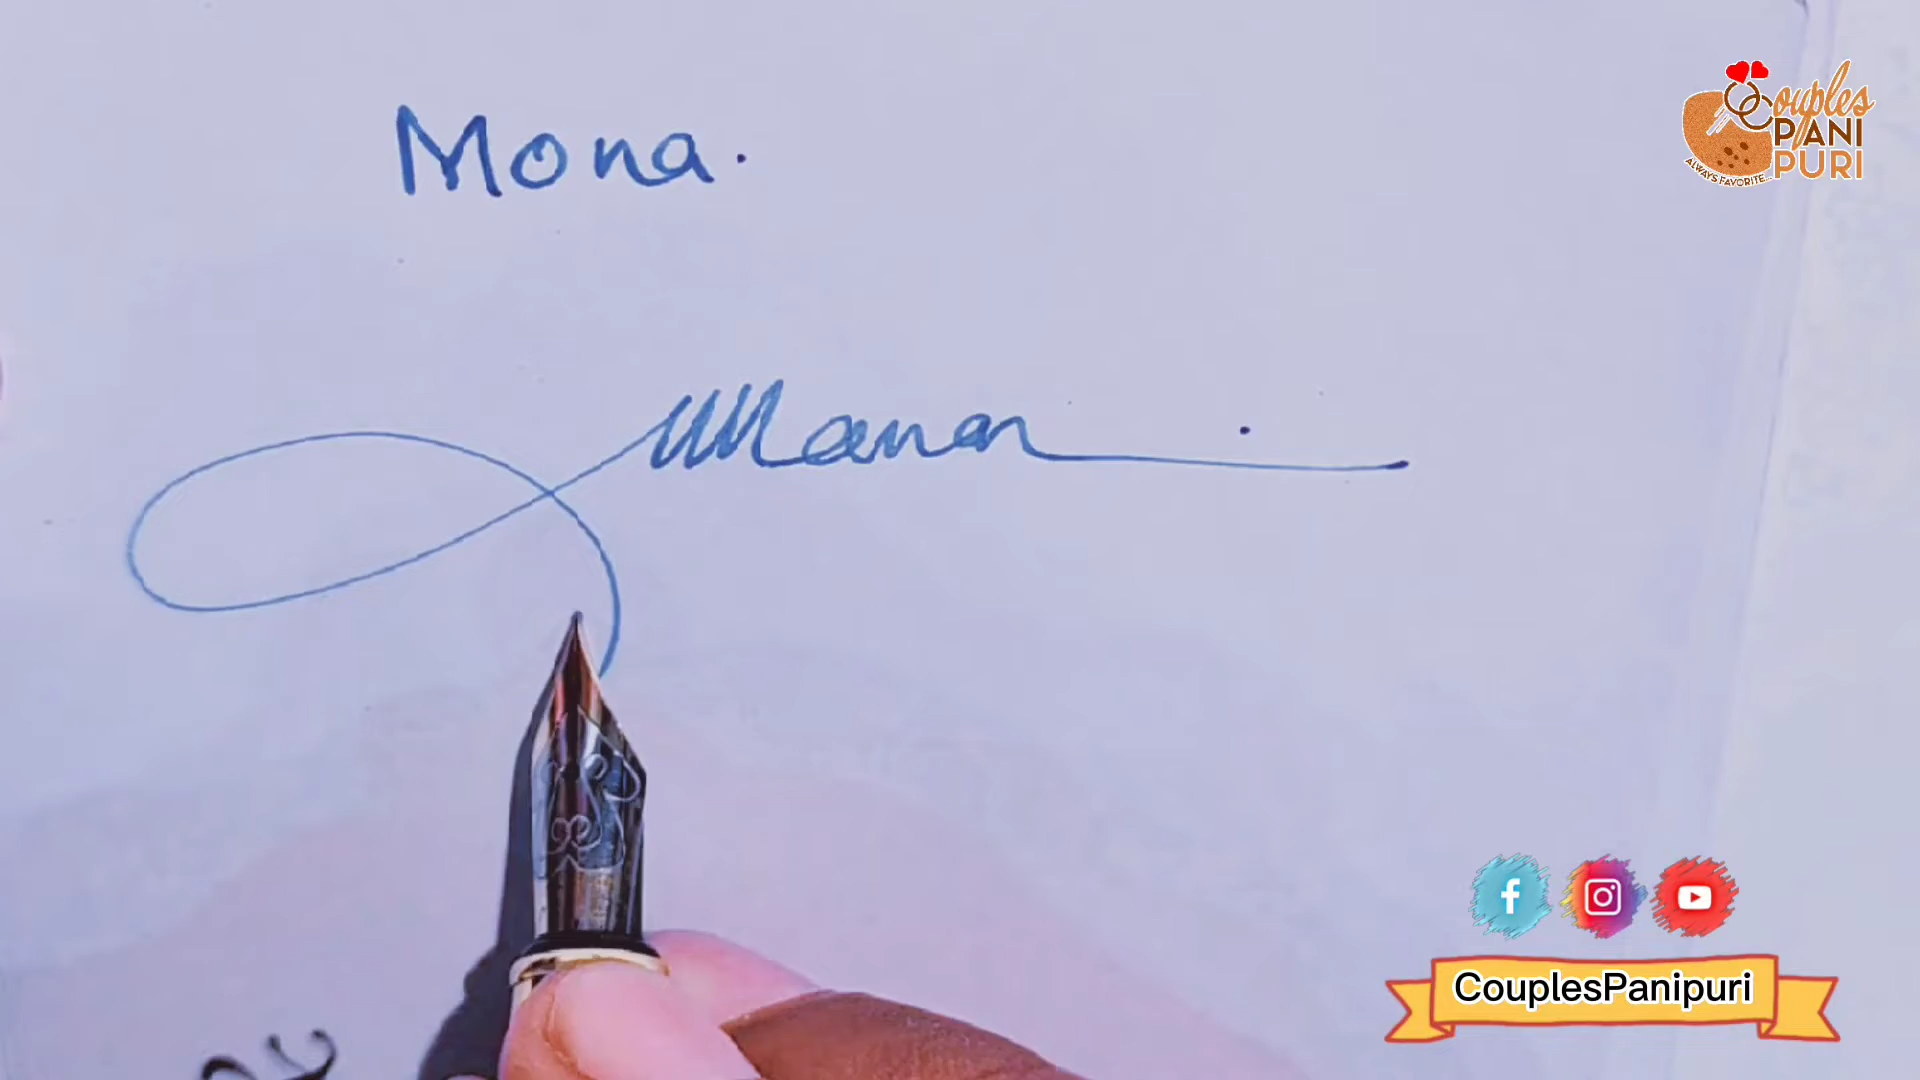 Mona.
Couples
PANI
PURI
ALWAYS FAVORITE...
CouplesPanipuri